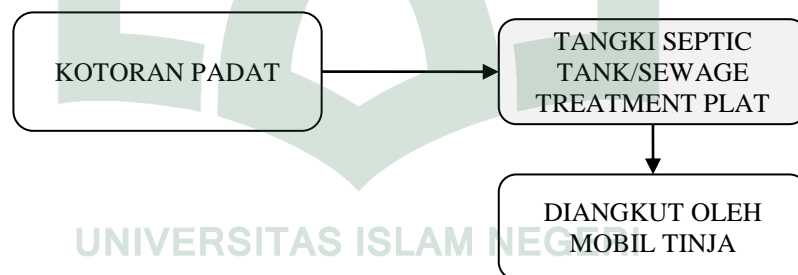 KOTORAN PADAT
TANGKI SEPTIC
TANK/SEWAGE
TREATMENT PLAT
DIANGKUT OLEH
MOBIL TINJA
UNIVERSITAS ISLAM NEGERI